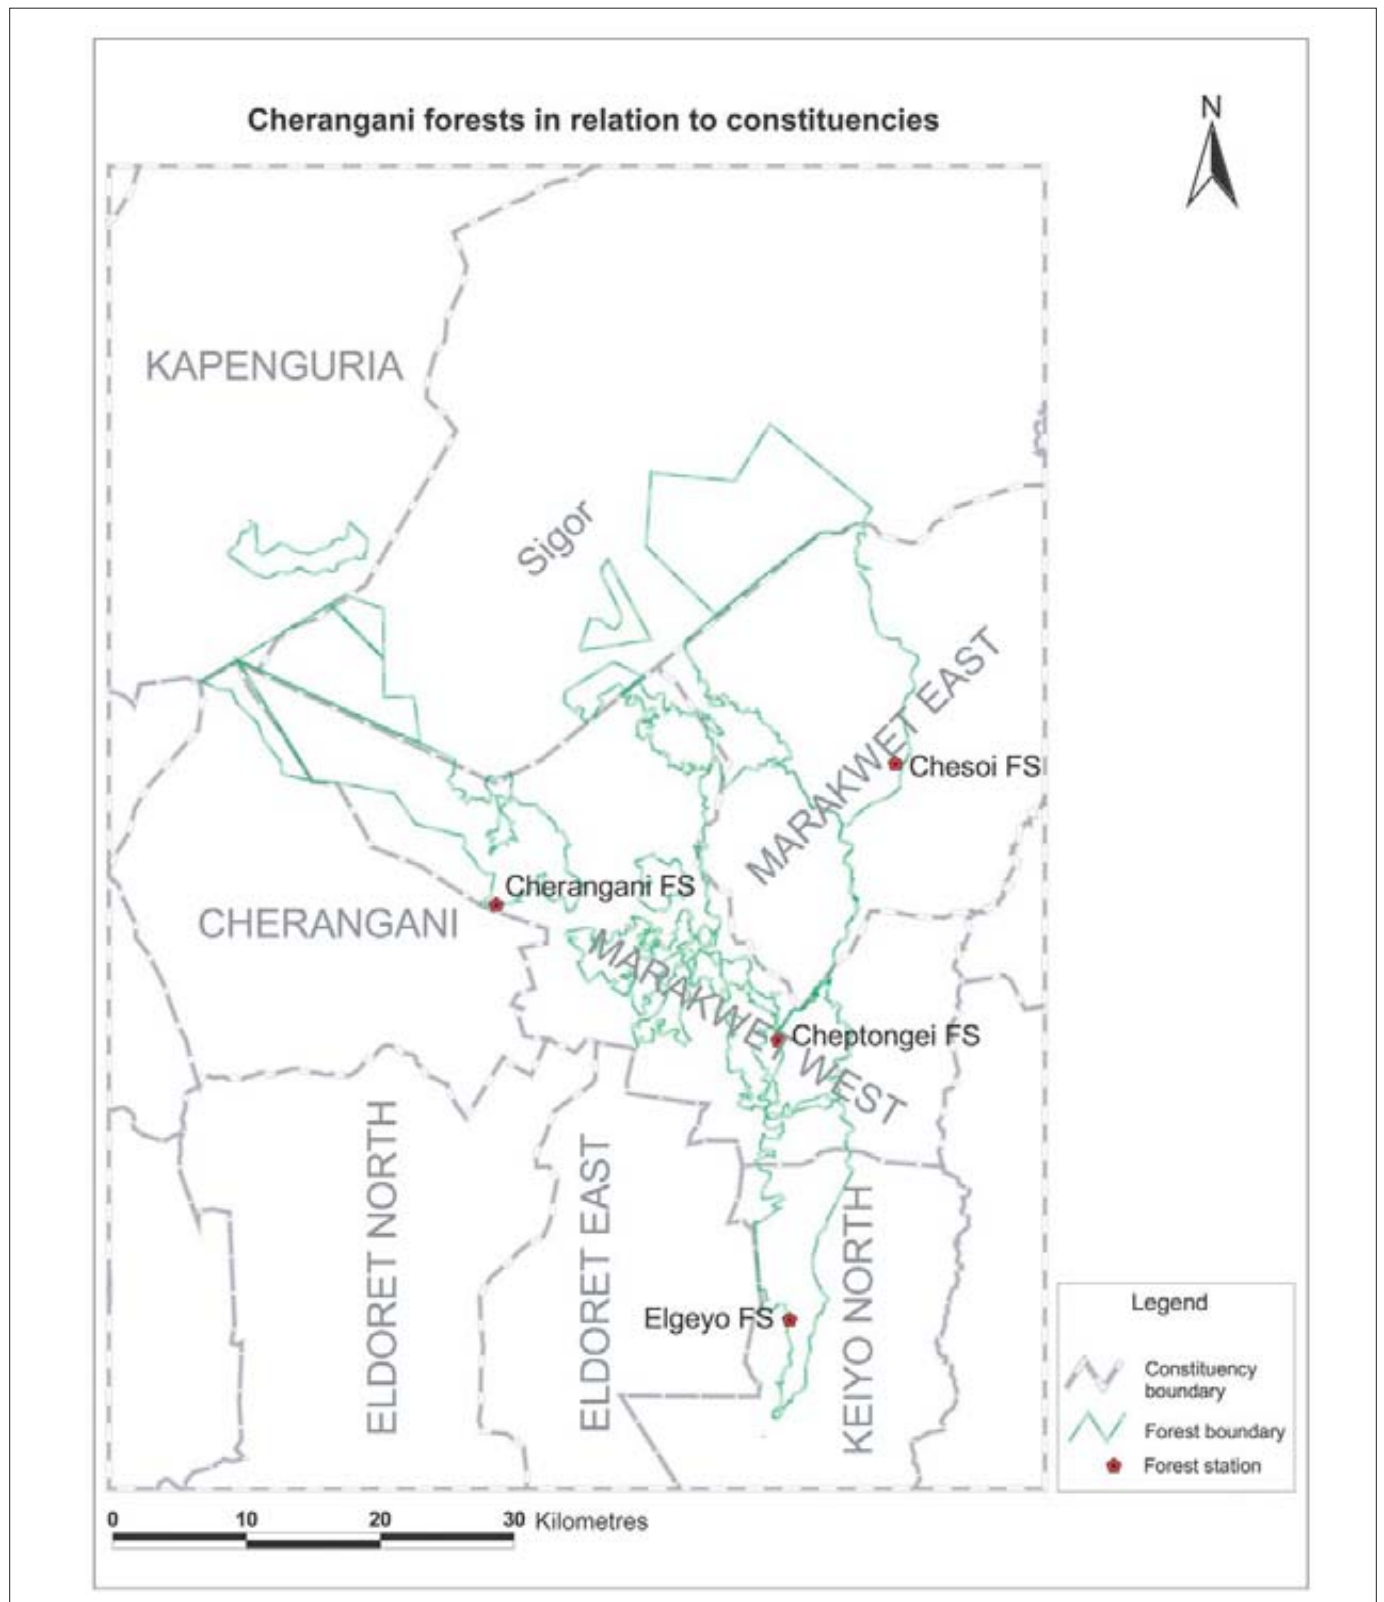 Cherangani forests in relation to constituencies
N
KAPENGURIA
Sigor
MARAKWET EAST
Chesoi FS
Cherangani FS
CHERANGANI
MARAKWET WEST
Cheptongei FS
ELDORET NORTH
ELDORET EAST
KEIYO NORTH
Elgeyo FS
Legend
Constituency
boundary
Forest boundary
Forest station
0 10 20 30 Kilometres